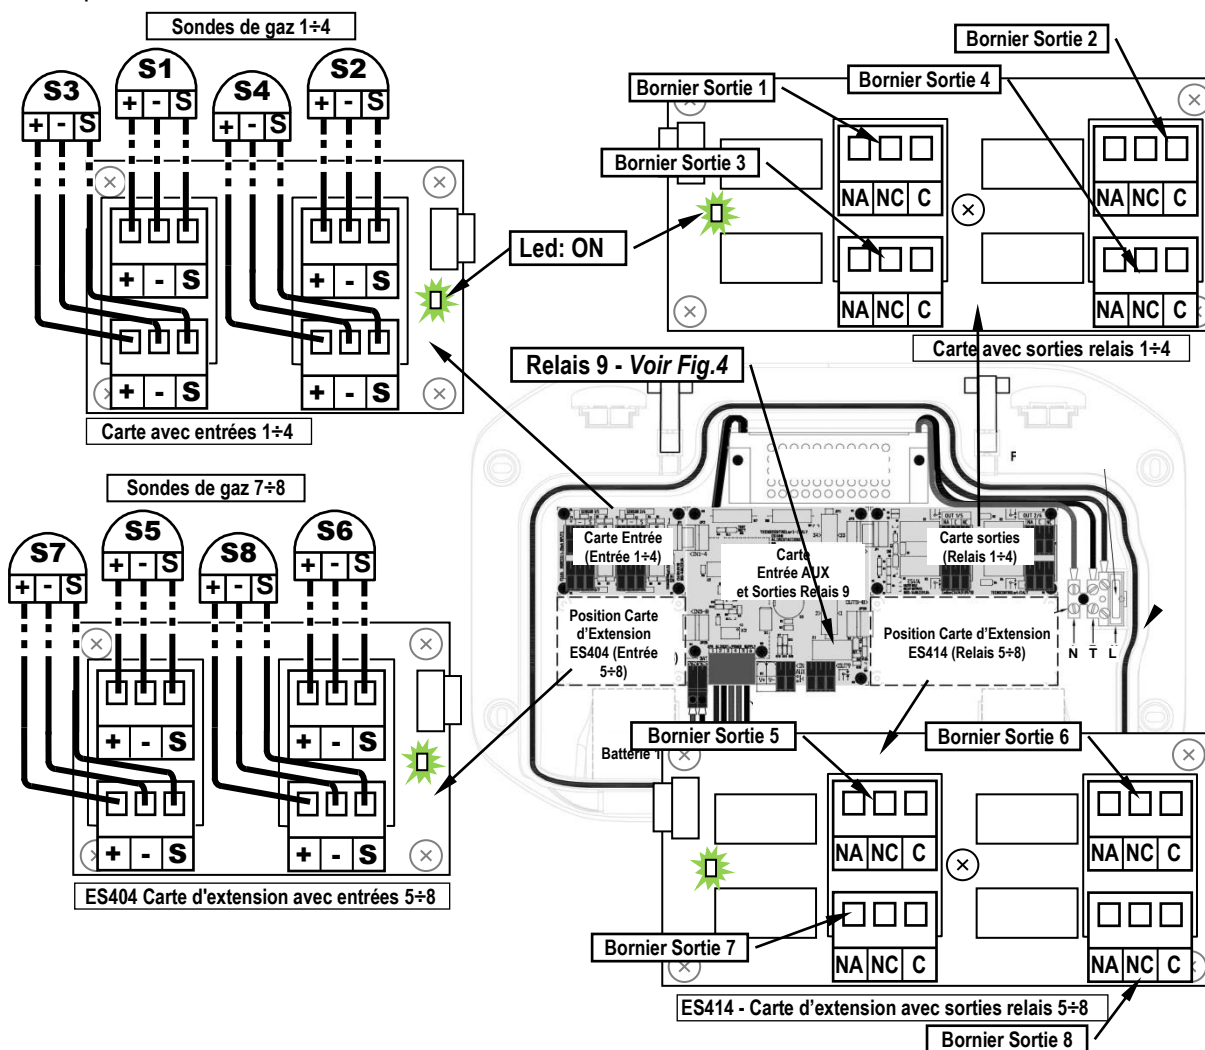 Sondes de gaz 1÷4
S3
S1
S4
S2
+ - S
+ - S
+ - S
+ - S
+ - S
+ - S
+ - S
+ - S
Carte avec entrées 1÷4
Led: ON
Bornier Sortie 2
Bornier Sortie 1
Bornier Sortie 4
Bornier Sortie 3
NA NC C
NA NC C
NA NC C
NA NC C
Carte avec sorties relais 1÷4
Relais 9 - Voir Fig.4
F
Carte Entrée
(Entrée 1÷4)
Carte
Entrée AUX
et Sorties Relais 9
Carte sorties
(Relais 1÷4)
Position Carte
d'Extension
ES404 (Entrée
5÷8)
Position Carte d'Extension
ES414 (Relais 5÷8)
N T L
Batterie 1
Sondes de gaz 7÷8
S7
S5
S8
S6
+ - S
+ - S
+ - S
+ - S
+ - S
+ - S
+ - S
+ - S
ES404 Carte d'extension avec entrées 5÷8
Bornier Sortie 5
Bornier Sortie 6
NA NC C
NA NC C
Bornier Sortie 7
NA NC C
NA NC C
ES414 - Carte d'extension avec sorties relais 5÷8
Bornier Sortie 8